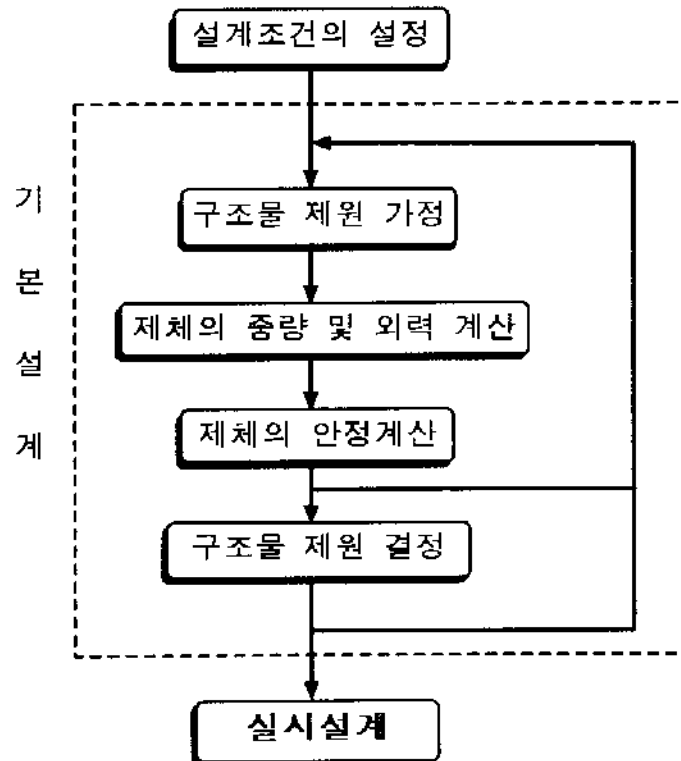 설계조건의 설정
기
본
설
계
구조물 제원 가정
제체의 중량 및 외력 계산
제체의 안정계산
구조물 제원 결정
실시설계